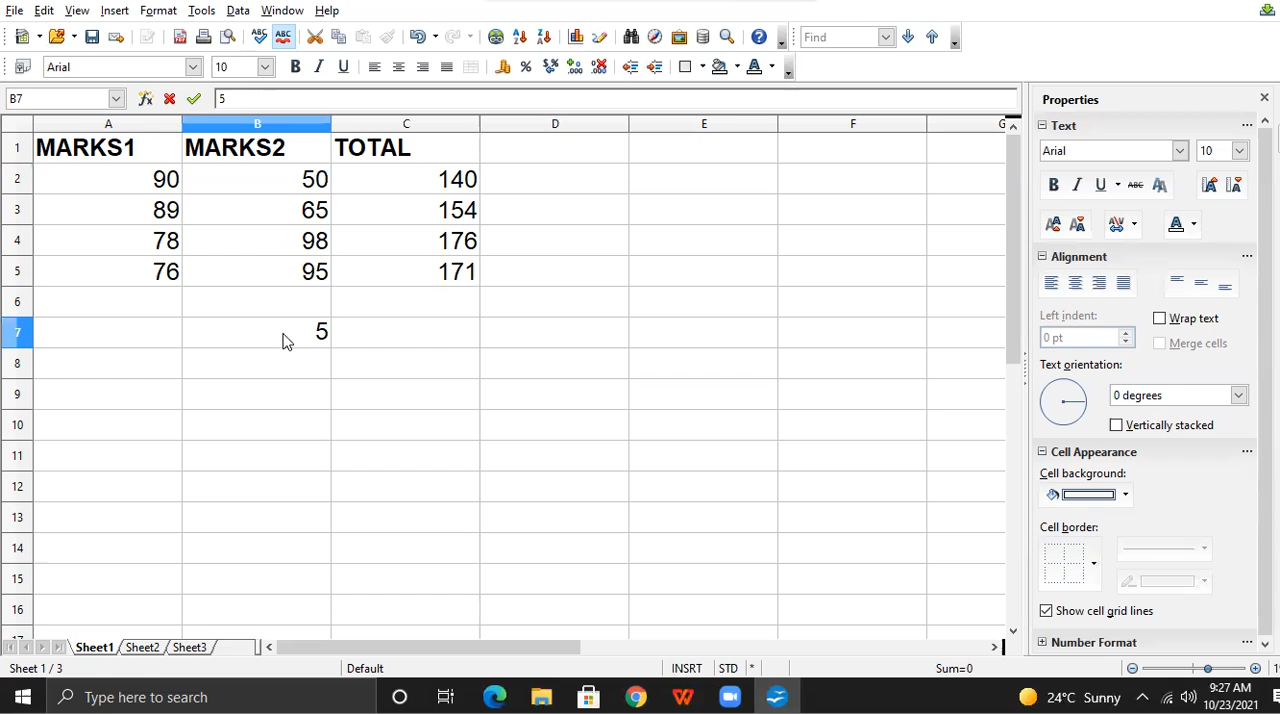 File Edit View Insert Format Tools Data Window Help
Find
Arial 10
B7 5
A B C D E F G
1 MARKS1 MARKS2 TOTAL
2 90 50 140
3 89 65 154
4 78 98 176
5 76 95 171
6
7 5
8
9
10
11
12
13
14
15
16
Properties
Text
Arial 10
Alignment
Left indent: Wrap text
0 pt Merge cells
Text orientation:
0 degrees
Vertically stacked
Cell Appearance
Cell background:
Cell border:
Show cell grid lines
Number Format
Sheet1 Sheet2 Sheet3
Sheet 1 / 3 Default INSRT STD * Sum=0
Type here to search 24°C Sunny 9:27 AM
10/23/2021